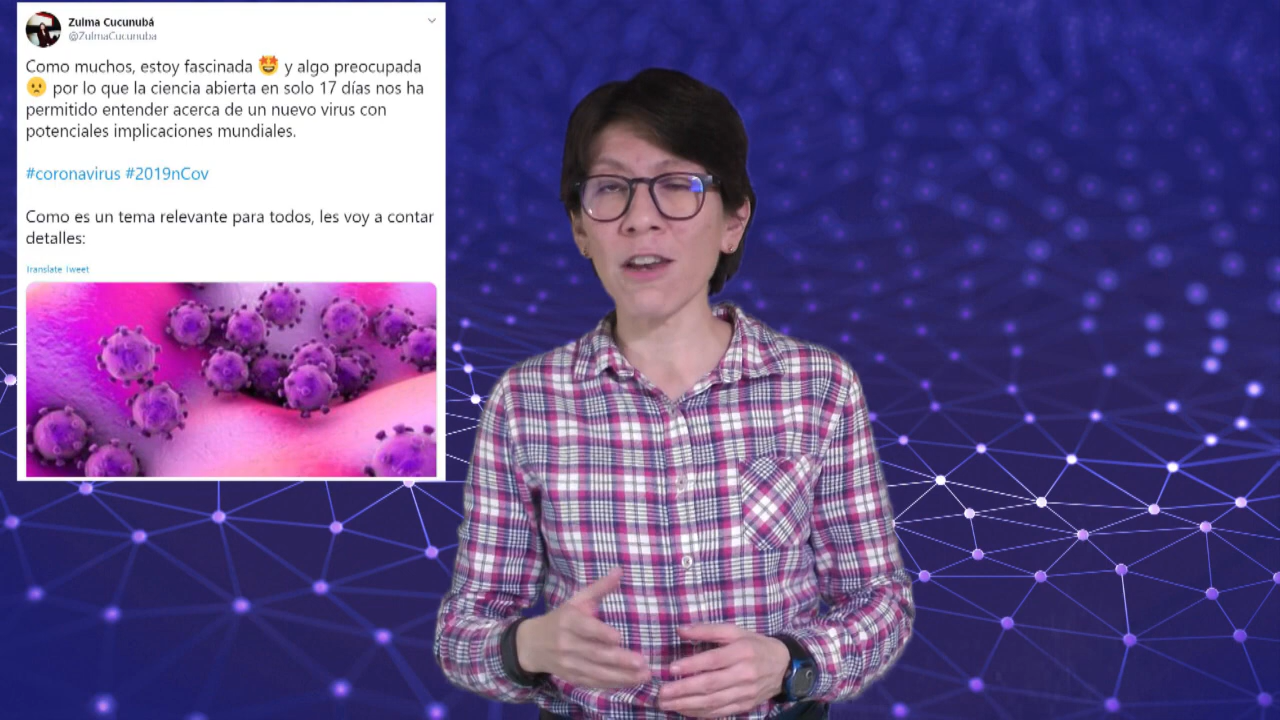 Zulma Cucunubá
@ZulmaCucunuba
Como muchos, estoy fascinada 🤩 y algo preocupada
🙁 por lo que la ciencia abierta en solo 17 días nos ha
permitido entender acerca de un nuevo virus con
potenciales implicaciones mundiales.
#coronavirus #2019nCov
Como es un tema relevante para todos, les voy a contar
detalles:
Translate Tweet